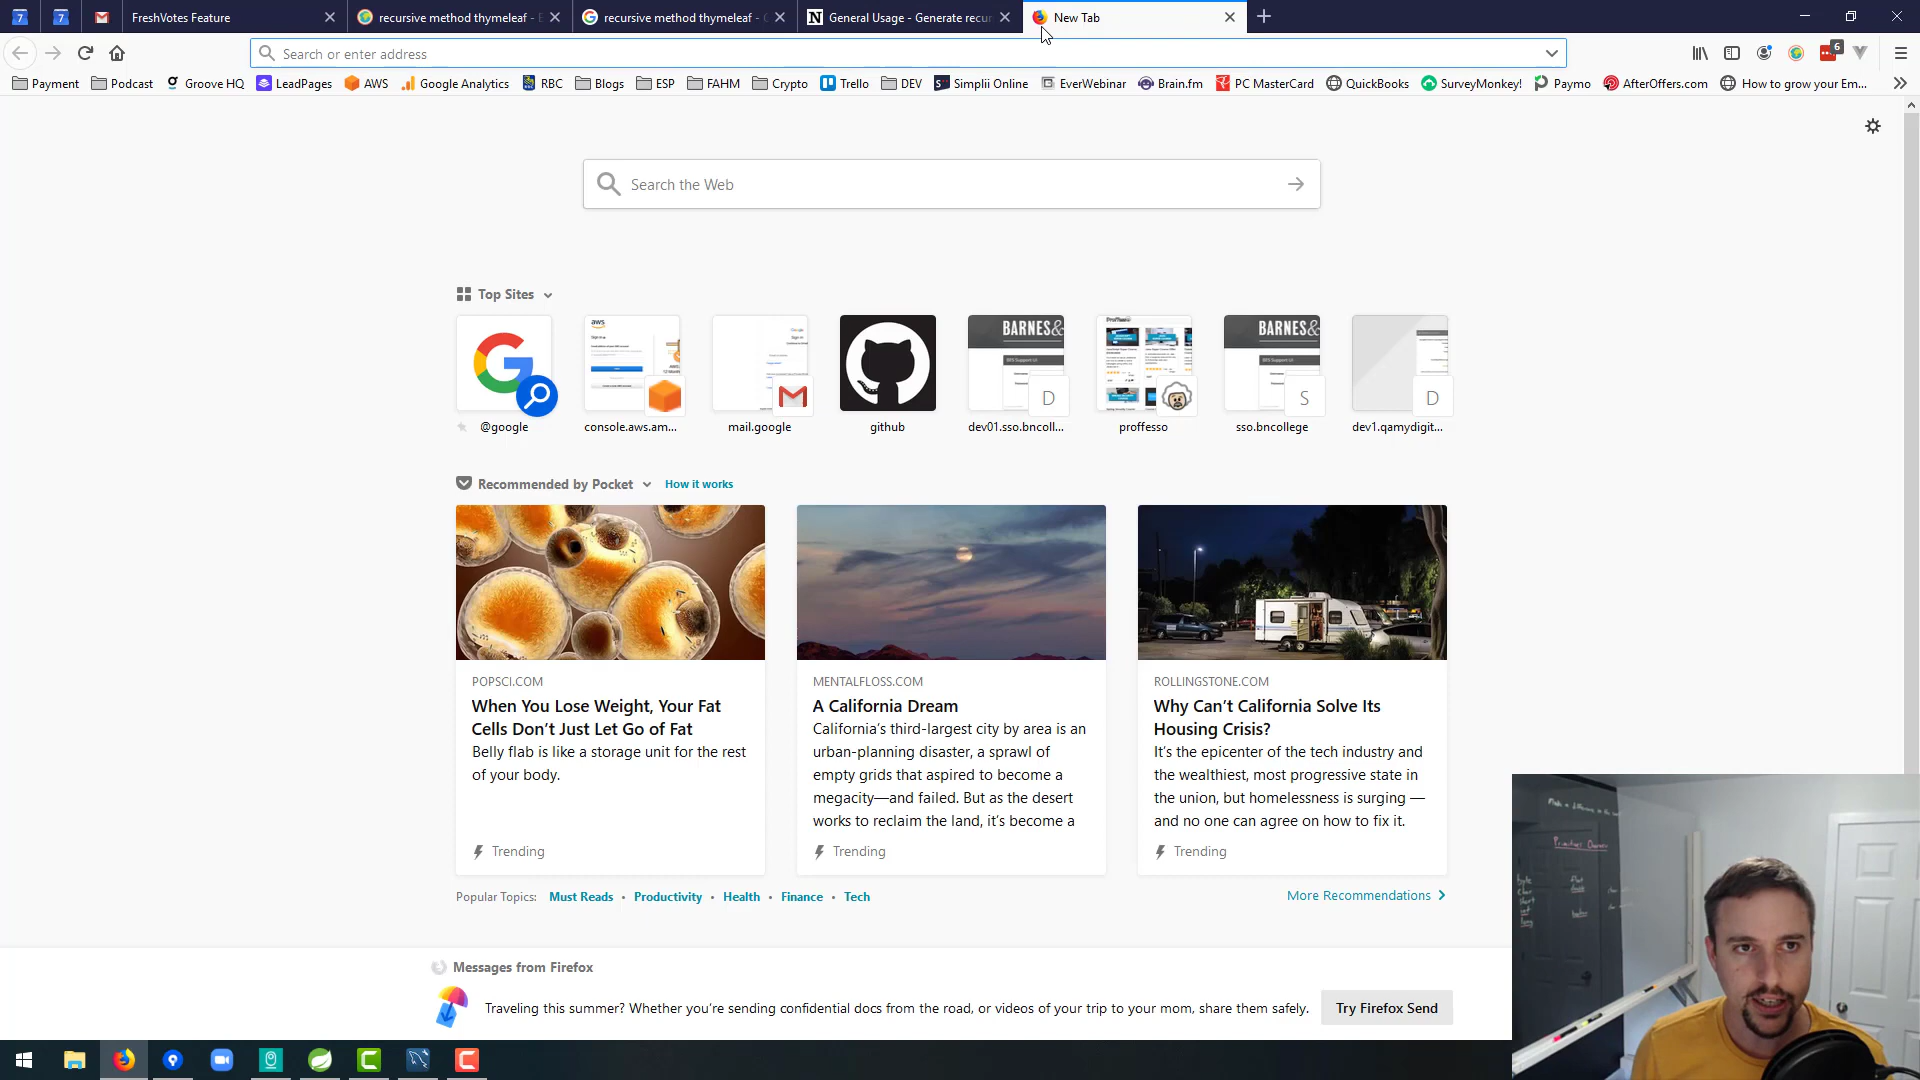 7
7
FreshVotes Feature
recursive method thymeleaf - E
recursive method thymeleaf - G
General Usage - Generate recur
New Tab
Search or enter address
6
Payment
Podcast
Groove HQ
LeadPages
AWS
Google Analytics
RBC
Blogs
ESP
FAHM
Crypto
Trello
DEV
Simplii Online
EverWebinar
Brain.fm
PC MasterCard
QuickBooks
SurveyMonkey!
Paymo
AfterOffers.com
How to grow your Em...
Search the Web
Top Sites
aws
BARNES&
BARNES&
D
S
D
@google
console.aws.am...
mail.google
github
dev01.sso.bncoll...
proffesso
sso.bncollege
dev1.qamydigit...
Recommended by Pocket
How it works
POPSCI.COM
When You Lose Weight, Your Fat
Cells Don't Just Let Go of Fat
Belly flab is like a storage unit for the rest
of your body.
Trending
MENTALFLOSS.COM
A California Dream
California's third-largest city by area is an
urban-planning disaster, a sprawl of
empty grids that aspired to become a
megacity—and failed. But as the desert
works to reclaim the land, it's become a
Trending
ROLLINGSTONE.COM
Why Can't California Solve Its
Housing Crisis?
It's the epicenter of the tech industry and
the wealthiest, most progressive state in
the union, but homelessness is surging —
and no one can agree on how to fix it.
Trending
Popular Topics: Must Reads • Productivity • Health • Finance • Tech
More Recommendations
Messages from Firefox
Traveling this summer? Whether you're sending confidential docs from the road, or videos of your trip to your mom, share them safely.
Try Firefox Send